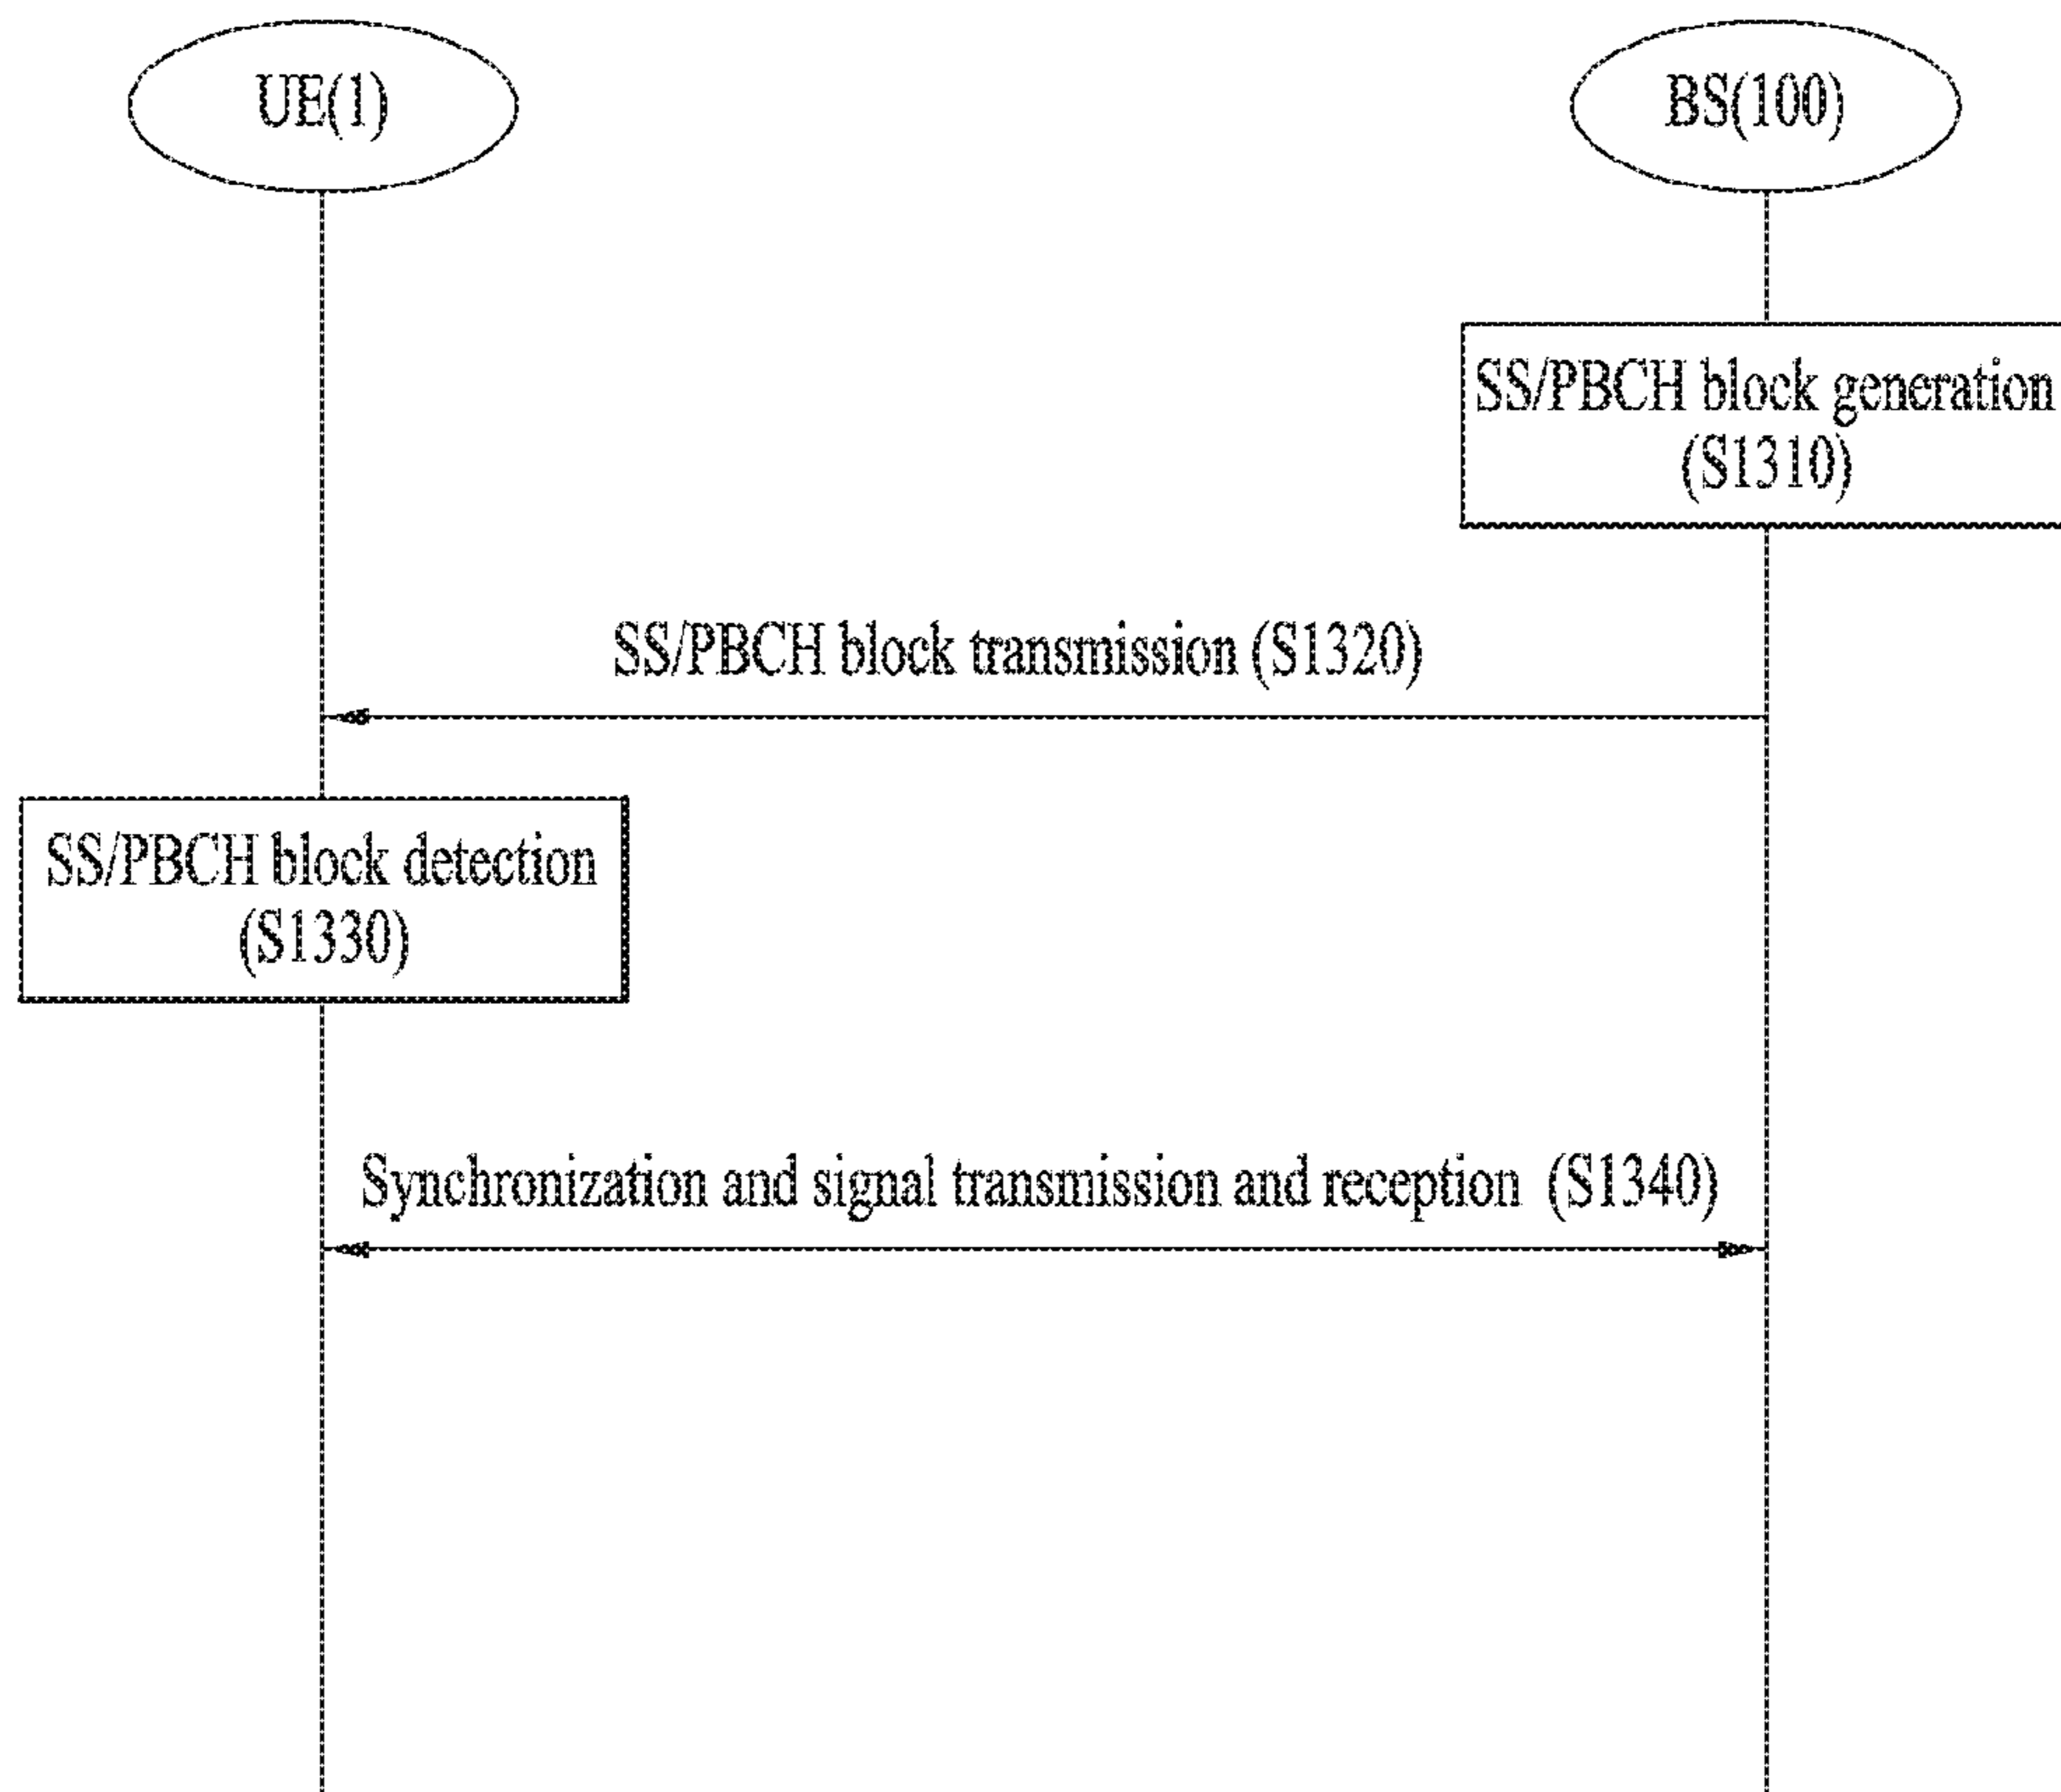 UE(1)
BS(100)
SS/PBCH block generation
(S1310)
SS/PBCH block transmission (S1320)
SS/PBCH block detection
(S1330)
Synchronization and signal transmission and reception (S1340)